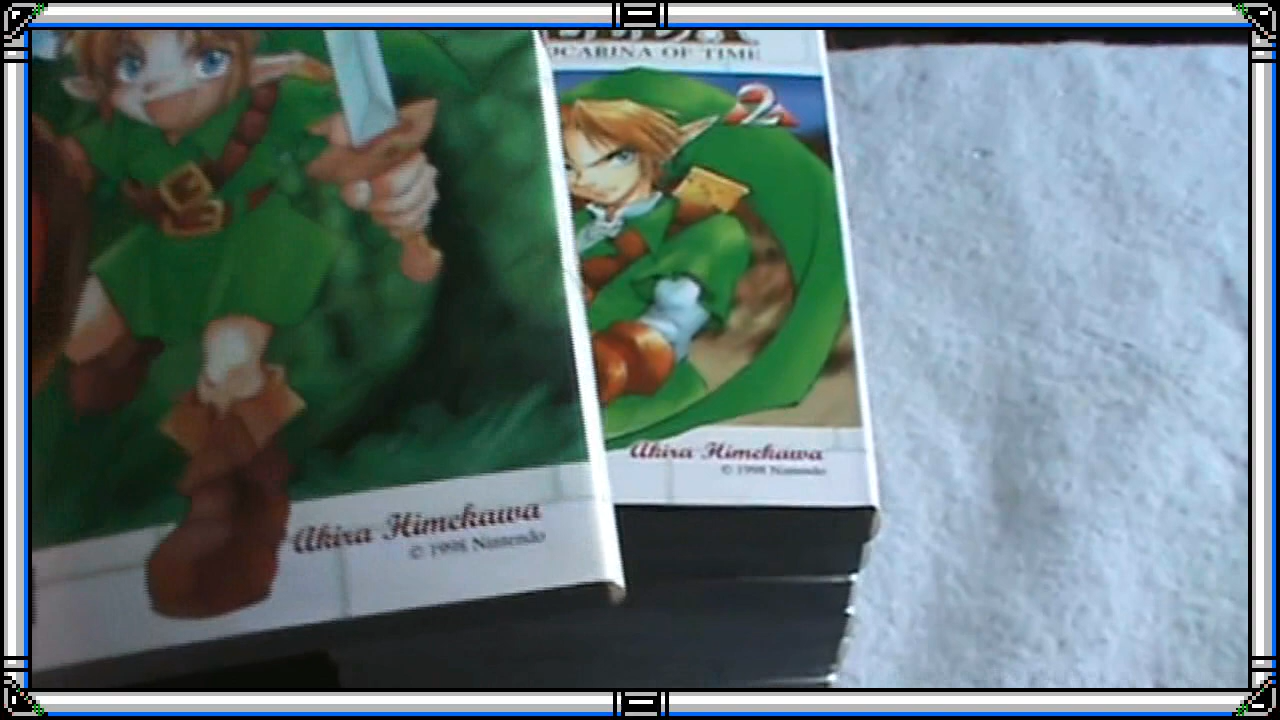 OCARINA OF TIME
2
Akira Himekawa
© 1998 Nintendo
Akira Himekawa
© 1998 Nintendo